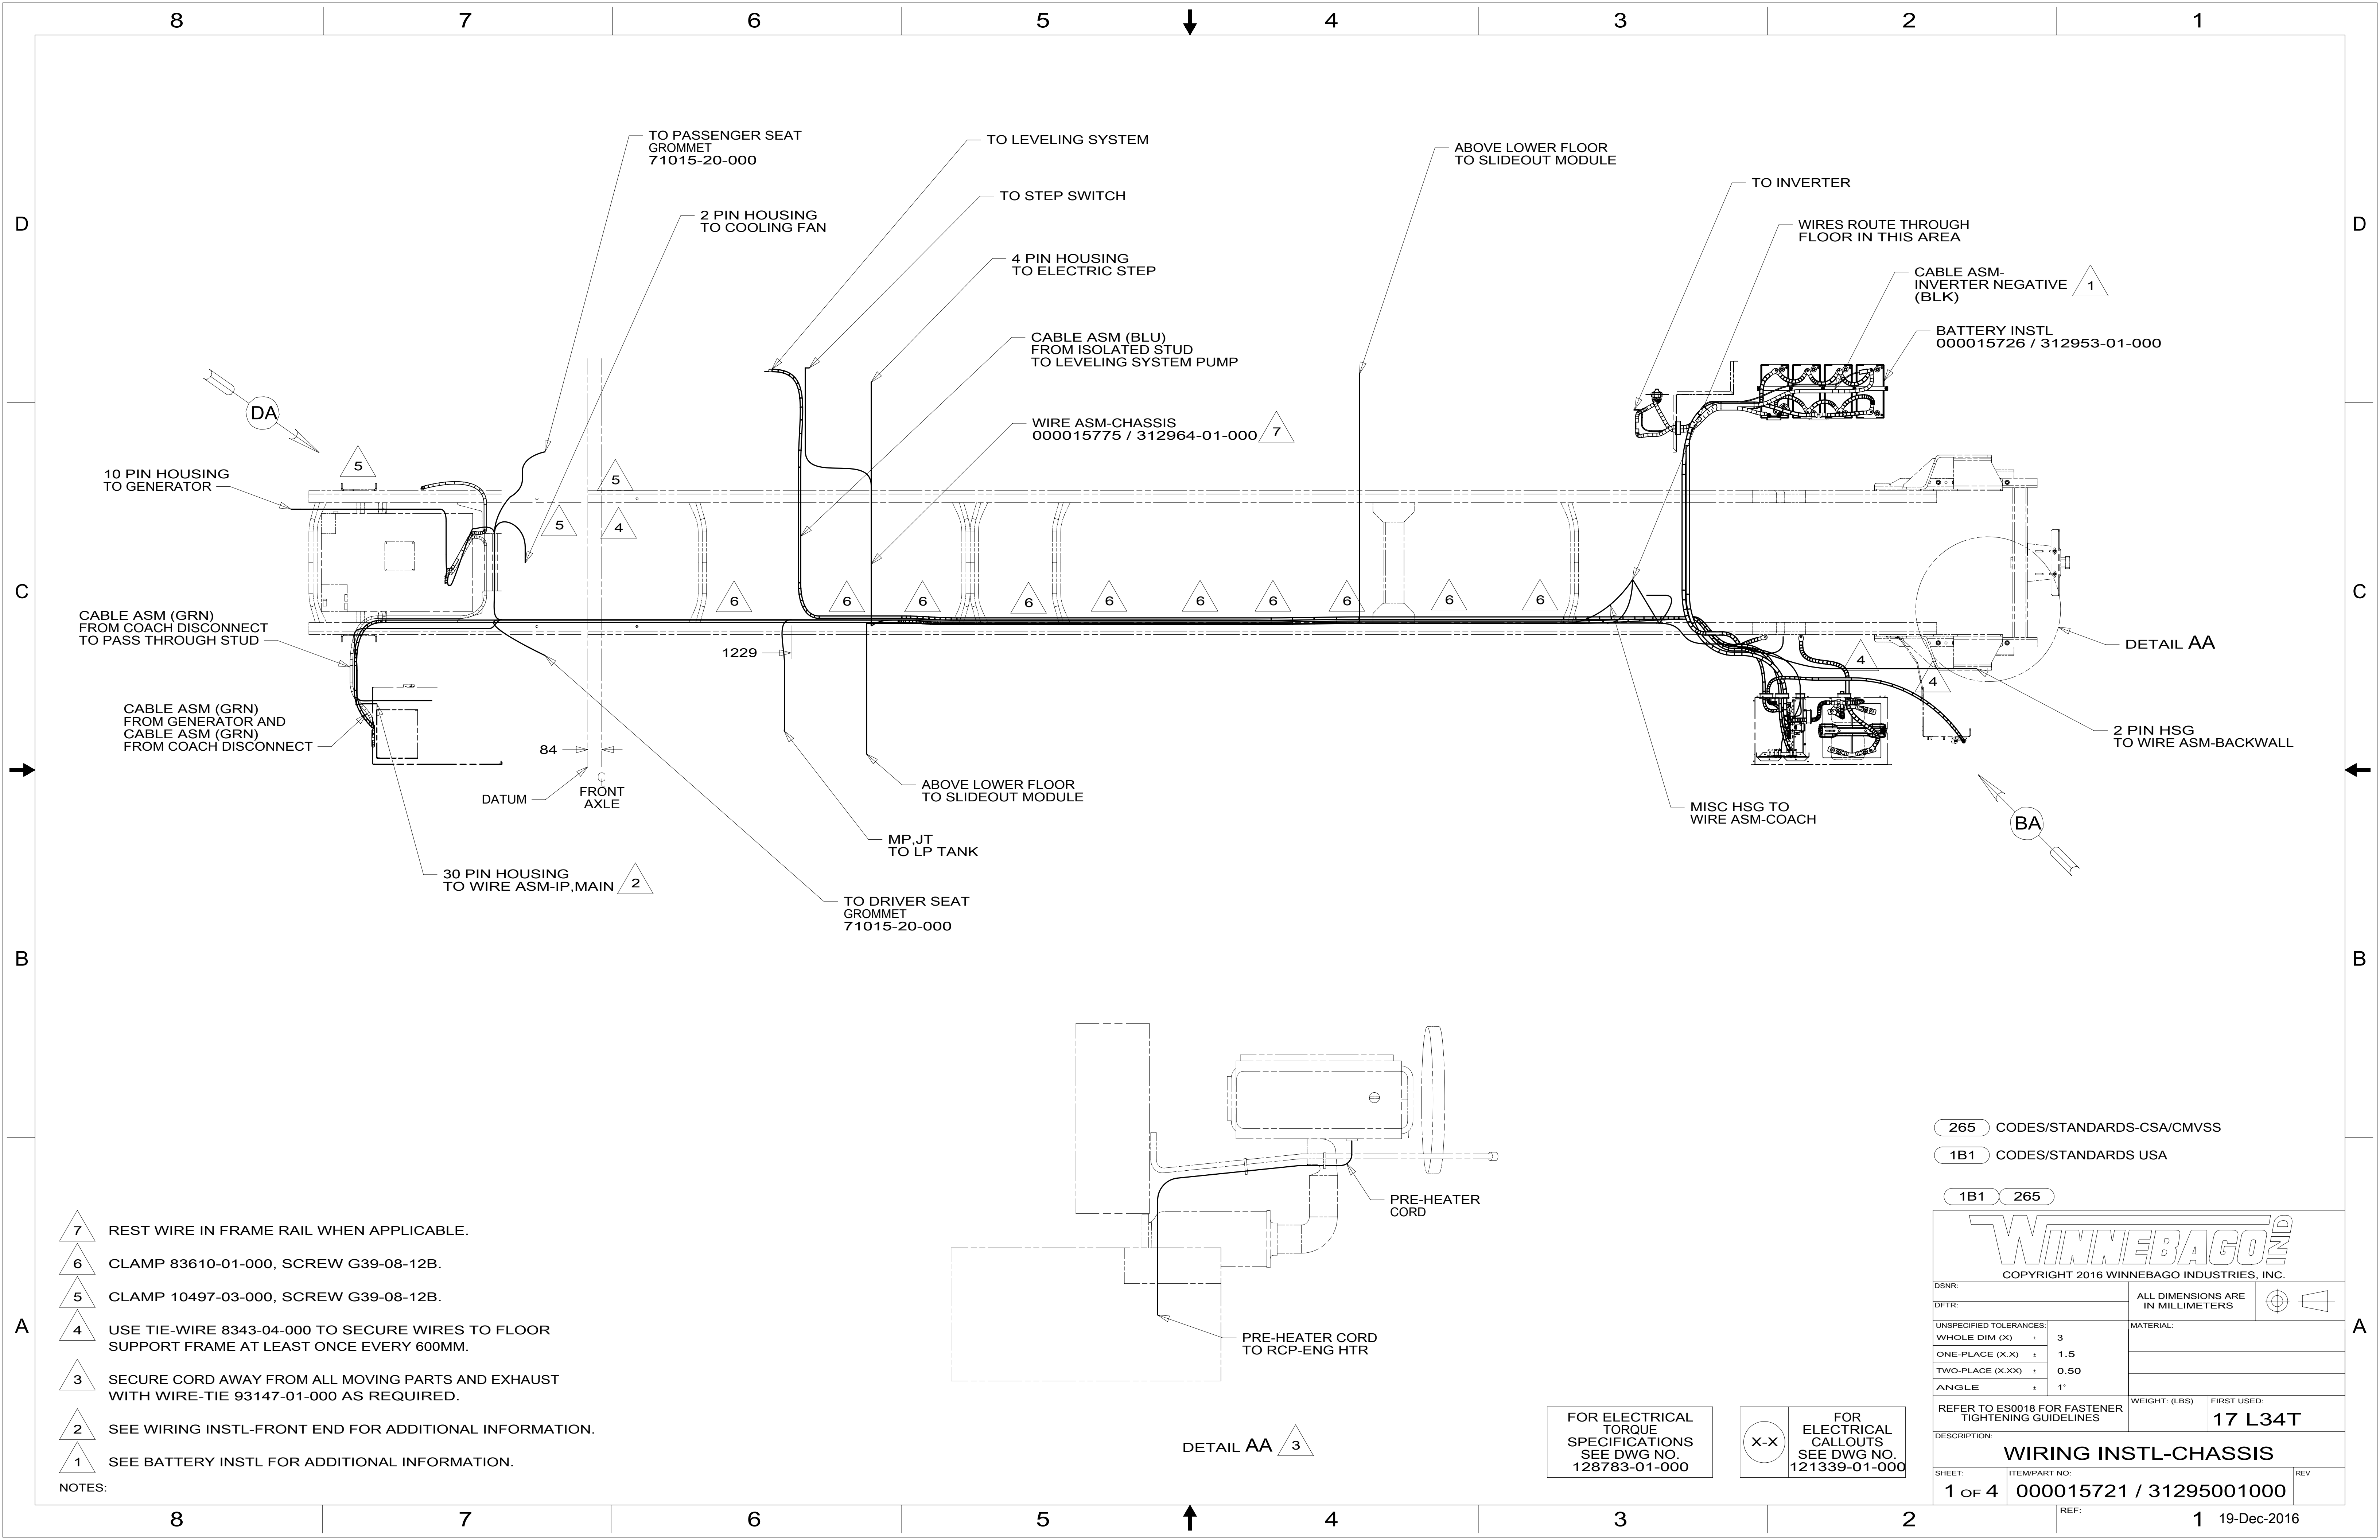 8 7 6 5 4 3 2 1
D
D
C
C
B
B
A
A
TO PASSENGER SEAT
GROMMET
71015-20-000
2 PIN HOUSING
TO COOLING FAN
TO LEVELING SYSTEM
TO STEP SWITCH
4 PIN HOUSING
TO ELECTRIC STEP
CABLE ASM (BLU)
FROM ISOLATED STUD
TO LEVELING SYSTEM PUMP
WIRE ASM-CHASSIS
000015775 / 312964-01-000
7
ABOVE LOWER FLOOR
TO SLIDEOUT MODULE
TO INVERTER
WIRES ROUTE THROUGH
FLOOR IN THIS AREA
CABLE ASM-
INVERTER NEGATIVE
(BLK)
1
BATTERY INSTL
000015726 / 312953-01-000
DA
5
10 PIN HOUSING
TO GENERATOR
5
5
4
6 6 6 6 6 6 6 6 6 6
CABLE ASM (GRN)
FROM COACH DISCONNECT
TO PASS THROUGH STUD
1229
4
4
DETAIL AA
CABLE ASM (GRN)
FROM GENERATOR AND
CABLE ASM (GRN)
FROM COACH DISCONNECT
84
DATUM
FRONT
AXLE
2 PIN HSG
TO WIRE ASM-BACKWALL
ABOVE LOWER FLOOR
TO SLIDEOUT MODULE
MISC HSG TO
WIRE ASM-COACH
BA
MP,JT
TO LP TANK
30 PIN HOUSING
TO WIRE ASM-IP,MAIN
2
TO DRIVER SEAT
GROMMET
71015-20-000
PRE-HEATER
CORD
PRE-HEATER CORD
TO RCP-ENG HTR
DETAIL AA
3
7 REST WIRE IN FRAME RAIL WHEN APPLICABLE.
6 CLAMP 83610-01-000, SCREW G39-08-12B.
5 CLAMP 10497-03-000, SCREW G39-08-12B.
4 USE TIE-WIRE 8343-04-000 TO SECURE WIRES TO FLOOR
SUPPORT FRAME AT LEAST ONCE EVERY 600MM.
3 SECURE CORD AWAY FROM ALL MOVING PARTS AND EXHAUST
WITH WIRE-TIE 93147-01-000 AS REQUIRED.
2 SEE WIRING INSTL-FRONT END FOR ADDITIONAL INFORMATION.
1 SEE BATTERY INSTL FOR ADDITIONAL INFORMATION.
NOTES:
FOR ELECTRICAL
TORQUE
SPECIFICATIONS
SEE DWG NO.
128783-01-000
X-X
FOR
ELECTRICAL
CALLOUTS
SEE DWG NO.
121339-01-000
265 CODES/STANDARDS-CSA/CMVSS
1B1 CODES/STANDARDS USA
1B1 265
WINNEBAGO IND
COPYRIGHT 2016 WINNEBAGO INDUSTRIES, INC.
DSNR:
DFTR:
ALL DIMENSIONS ARE
IN MILLIMETERS
UNSPECIFIED TOLERANCES:
WHOLE DIM (X) ± 3
ONE-PLACE (X.X) ± 1.5
TWO-PLACE (X.XX) ± 0.50
ANGLE ± 1°
MATERIAL:
REFER TO ES0018 FOR FASTENER
TIGHTENING GUIDELINES
WEIGHT: (LBS)
FIRST USED:
17 L34T
DESCRIPTION:
WIRING INSTL-CHASSIS
SHEET:
1 OF 4
ITEM/PART NO:
000015721 / 31295001000
REV
REF:
19-Dec-2016
8 7 6 5 4 3 2 1